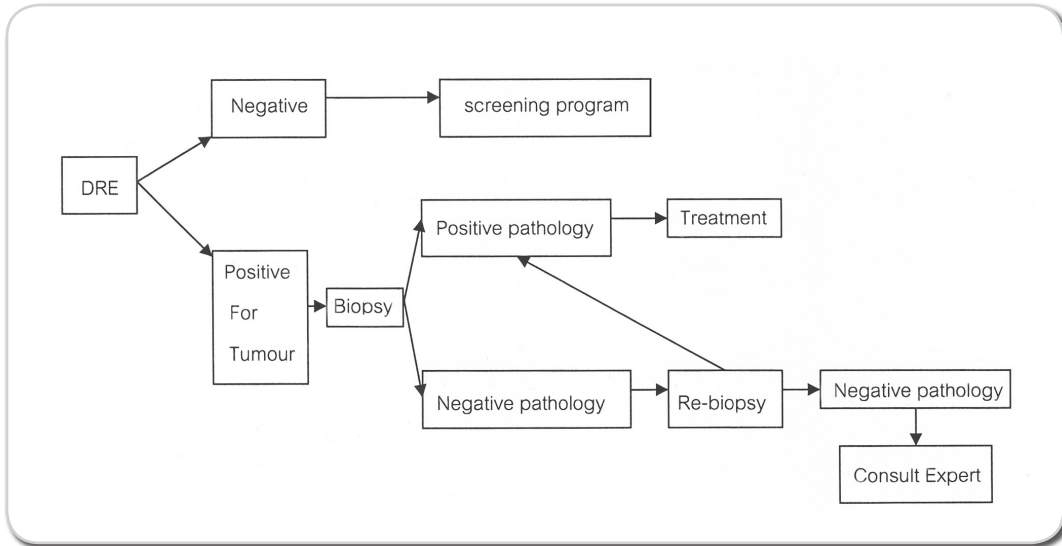 Negative
screening program
DRE
Positive pathology
Treatment
Positive
For
Tumour
Biopsy
Negative pathology
Re-biopsy
Negative pathology
Consult Expert